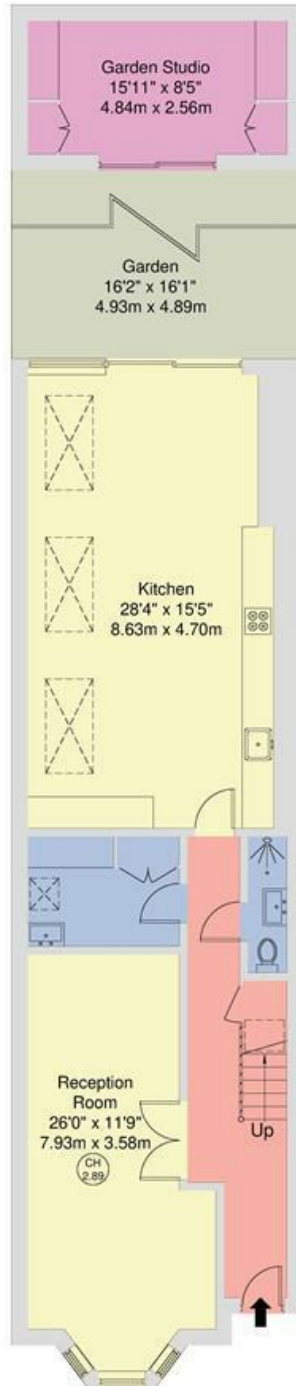 Garden Studio
15'11" x 8'5"
4.84m x 2.56m
Garden
16'2" x 16'1"
4.93m x 4.89m
Kitchen
28'4" x 15'5"
8.63m x 4.70m
Reception
Room
26'0" x 11'9"
7.93m x 3.58m
CH
2.89
Up